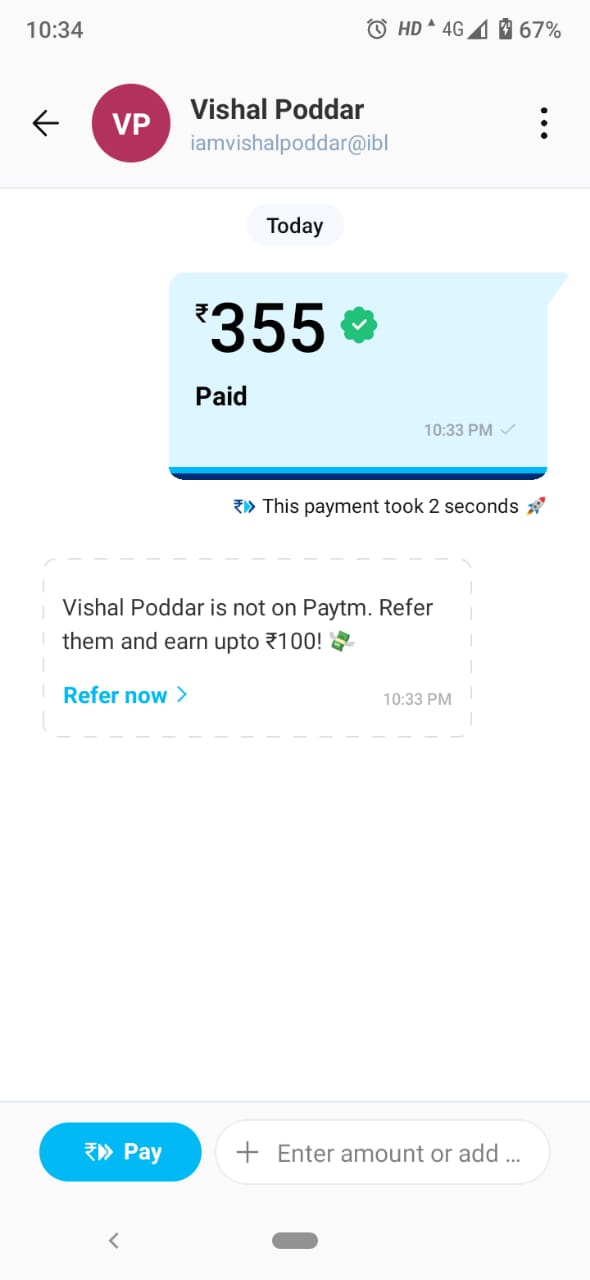 10:34 HD 4G 67%
VP
Vishal Poddar
iamvishalpoddar@ibl
Today
₹355
Paid
10:33 PM
₹ This payment took 2 seconds 🚀
Vishal Poddar is not on Paytm. Refer
them and earn upto ₹100! 💸
Refer now >
10:33 PM
₹ Pay
+ Enter amount or add ...